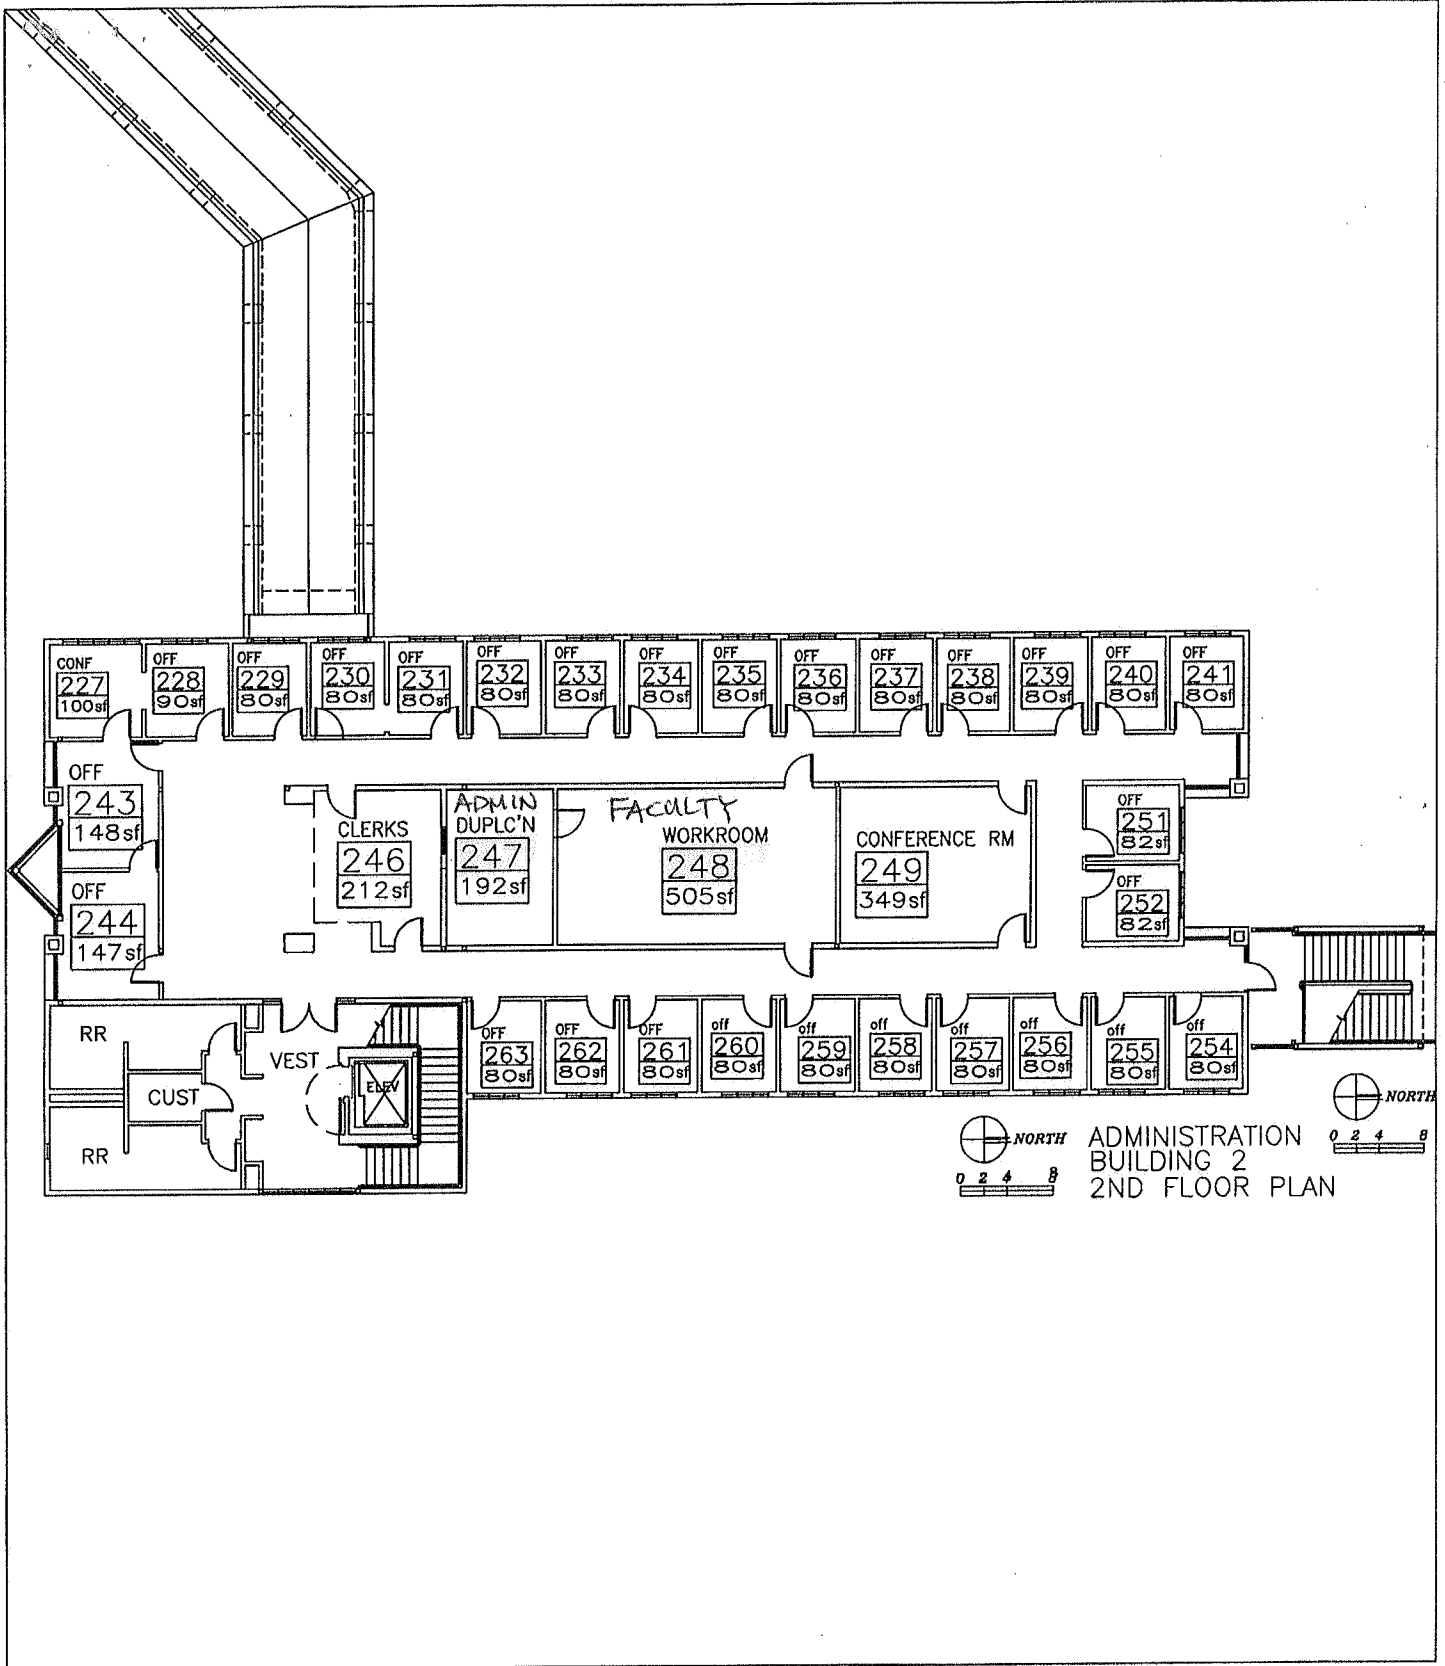 CONF
227
100sf
OFF
228
90sf
OFF
229
80sf
OFF
230
80sf
OFF
231
80sf
OFF
232
80sf
OFF
233
80sf
OFF
234
80sf
OFF
235
80sf
OFF
236
80sf
OFF
237
80sf
OFF
238
80sf
OFF
239
80sf
OFF
240
80sf
OFF
241
80sf
OFF
243
148sf
OFF
244
147sf
CLERKS
246
212sf
ADMIN
DUPLC'N
247
192sf
FACULTY
WORKROOM
248
505sf
CONFERENCE RM
249
349sf
OFF
251
82sf
OFF
252
82sf
RR
CUST
RR
VEST
ELEV
OFF
263
80sf
OFF
262
80sf
OFF
261
80sf
off
260
80sf
off
259
80sf
off
258
80sf
off
257
80sf
off
256
80sf
off
255
80sf
off
254
80sf
NORTH
0 2 4 8
ADMINISTRATION
BUILDING 2
2ND FLOOR PLAN
NORTH
0 2 4 8